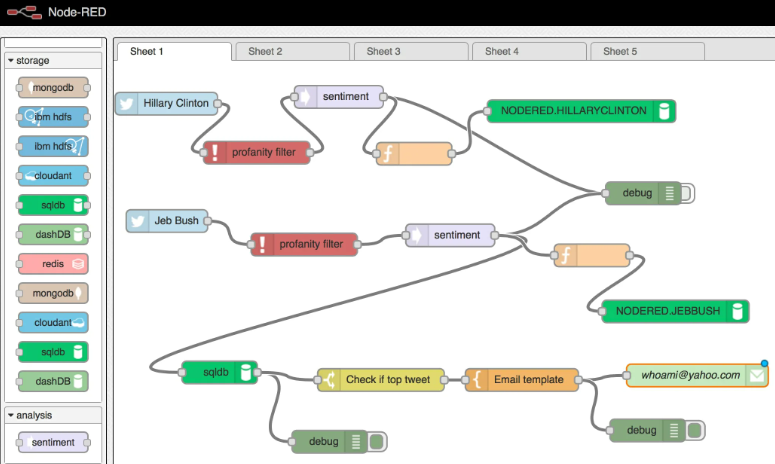 Node-RED
Sheet 1
Sheet 2
Sheet 3
Sheet 4
Sheet 5
storage
mongodb
ibm hdfs
ibm hdfs
cloudant
sqldb
dashDB
redis
mongodb
cloudant
sqldb
dashDB
analysis
sentiment
Hillary Clinton
sentiment
NODERED.HILLARYCLINTON
profanity filter
f
debug
Jeb Bush
profanity filter
sentiment
f
NODERED.JEBBUSH
sqldb
Check if top tweet
Email template
whoami@yahoo.com
debug
debug